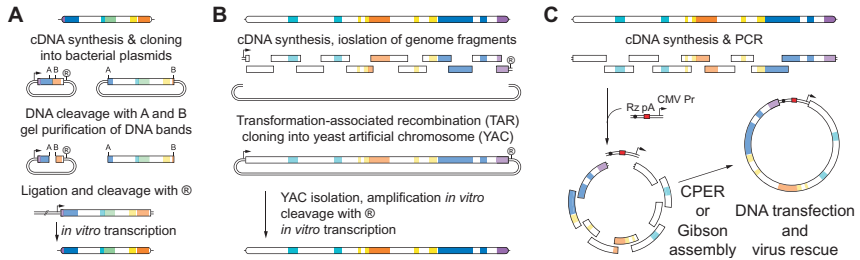 A
cDNA synthesis & cloning
into bacterial plasmids
A B ®
A B
DNA cleavage with A and B
gel purification of DNA bands
®
A B
Ligation and cleavage with ®
in vitro transcription
B
cDNA synthesis, ioslation of genome fragments
®
Transformation-associated recombination (TAR)
cloning into yeast artificial chromosome (YAC)
®
YAC isolation, amplification in vitro
cleavage with ®
in vitro transcription
C
cDNA synthesis & PCR
CMV Pr
Rz pA
CPER
or
Gibson
assembly
DNA transfection
and
virus rescue